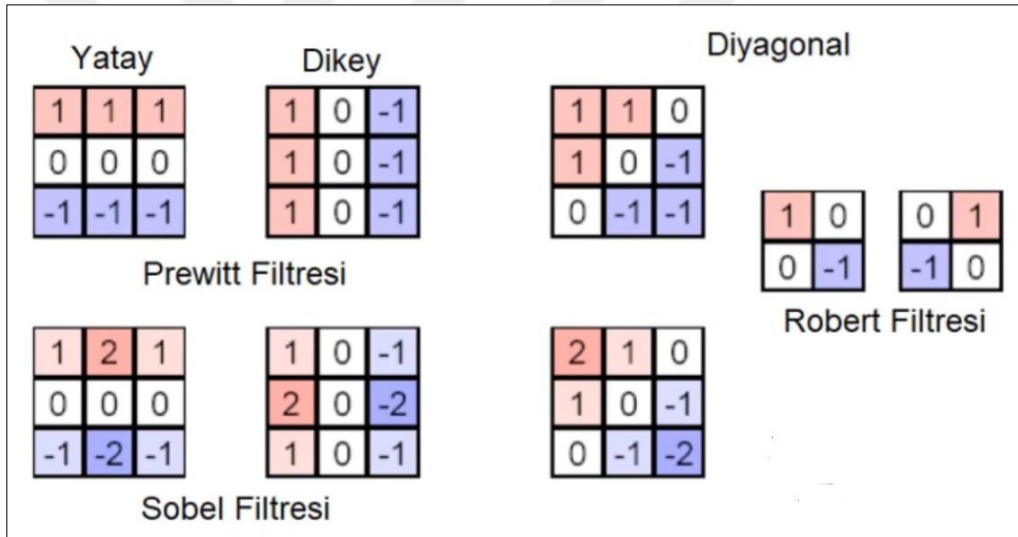 Yatay Dikey Diyagonal
1 1 1
0 0 0
-1 -1 -1
1 0 -1
1 0 -1
1 0 -1
1 1 0
1 0 -1
0 -1 -1
Prewitt Filtresi
1 0
0 -1
0 1
-1 0
Robert Filtresi
1 2 1
0 0 0
-1 -2 -1
1 0 -1
2 0 -2
1 0 -1
2 1 0
1 0 -1
0 -1 -2
Sobel Filtresi